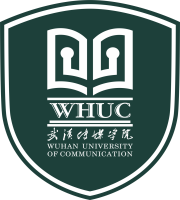 WHUC
武汉传媒学院
WUHAN UNIVERSITY
OF COMMUNICATION